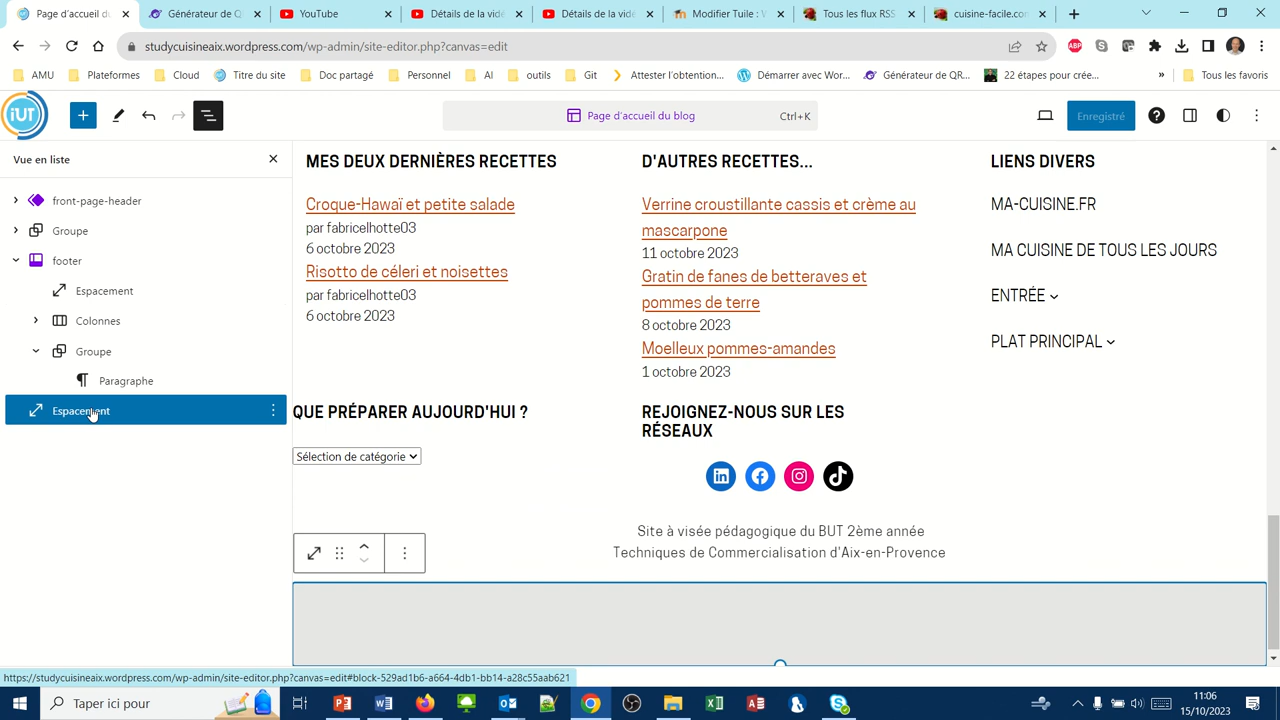 Du pedago
Générateur de Q
YouTube
Détails de la vidé
Détails de la vidé
Modifier Tuile : W
Tous les flux RSS
cuisine-facile.con
studycuisineaix.wordpress.com/wp-admin/site-editor.php?canvas=edit
ABP
AMU
Plateformes
Cloud
Titre du site
Doc partagé
Personnel
AI
outils
Git
Attester l'obtention...
Démarrer avec Wor...
Générateur de QR...
22 étapes pour crée...
»
Tous les favoris
iUT
Page d'accueil du blog
Ctrl+K
Enregistré
Vue en liste
front-page-header
Groupe
footer
Espacement
Colonnes
Groupe
Paragraphe
Espacement
MES DEUX DERNIÈRES RECETTES
Croque-Hawaï et petite salade
par fabricelhotte03
6 octobre 2023
Risotto de céleri et noisettes
par fabricelhotte03
6 octobre 2023
D'AUTRES RECETTES...
Verrine croustillante cassis et crème au
mascarpone
11 octobre 2023
Gratin de fanes de betteraves et
pommes de terre
8 octobre 2023
Moelleux pommes-amandes
1 octobre 2023
LIENS DIVERS
MA-CUISINE.FR
MA CUISINE DE TOUS LES JOURS
ENTRÉE
PLAT PRINCIPAL
QUE PRÉPARER AUJOURD'HUI ?
Sélection de catégorie
REJOIGNEZ-NOUS SUR LES
RÉSEAUX
Site à visée pédagogique du BUT 2ème année
Techniques de Commercialisation d'Aix-en-Provence
https://studycuisineaix.wordpress.com/wp-admin/site-editor.php?canvas=edit#block-529ad1b6-a664-4db1-bb14-a28c55aab621
Taper ici pour
11:06
15/10/2023